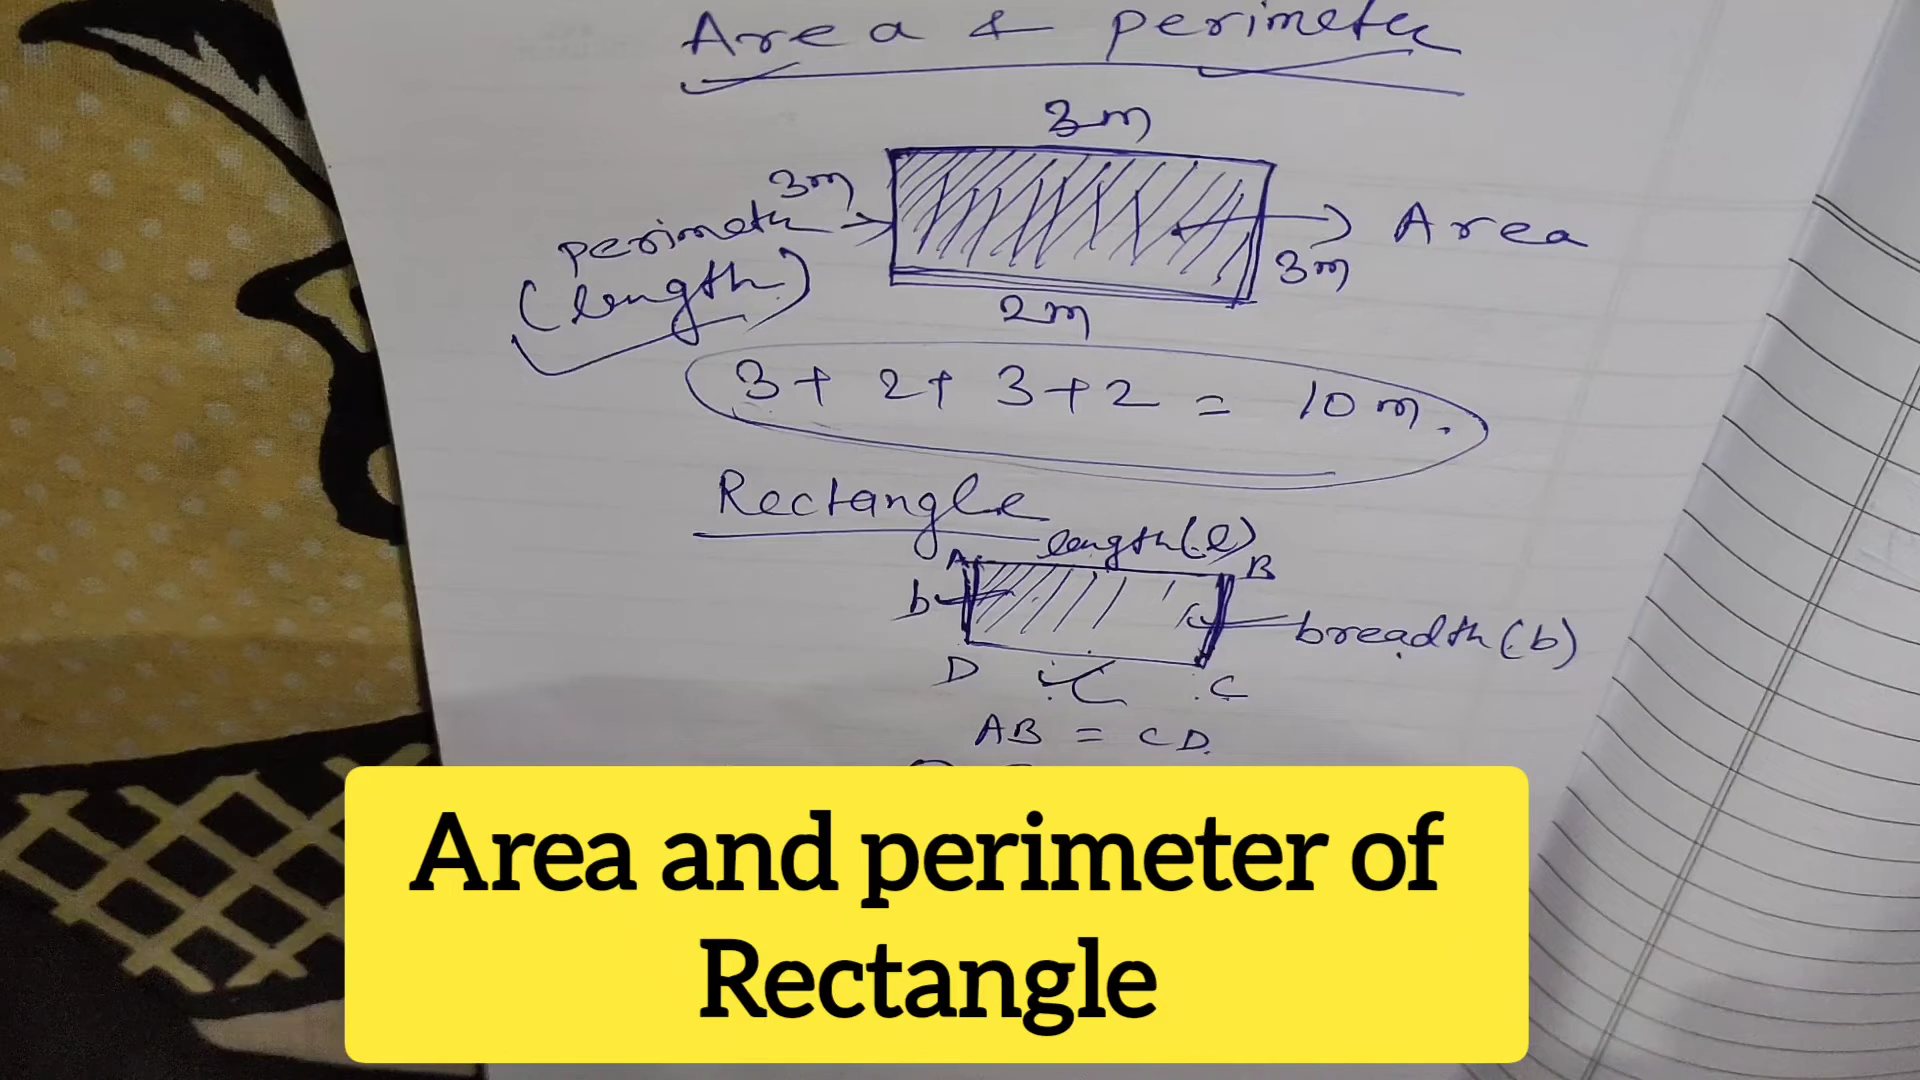 Area & perimeter
3m
3m
perimeter
(length)
Area
3m
2m
3+ 2+ 3+2 = 10m.
Rectangle
length(l)
A
B
b
breadth(b)
D
C
AB = CD.
Area and perimeter of
Rectangle